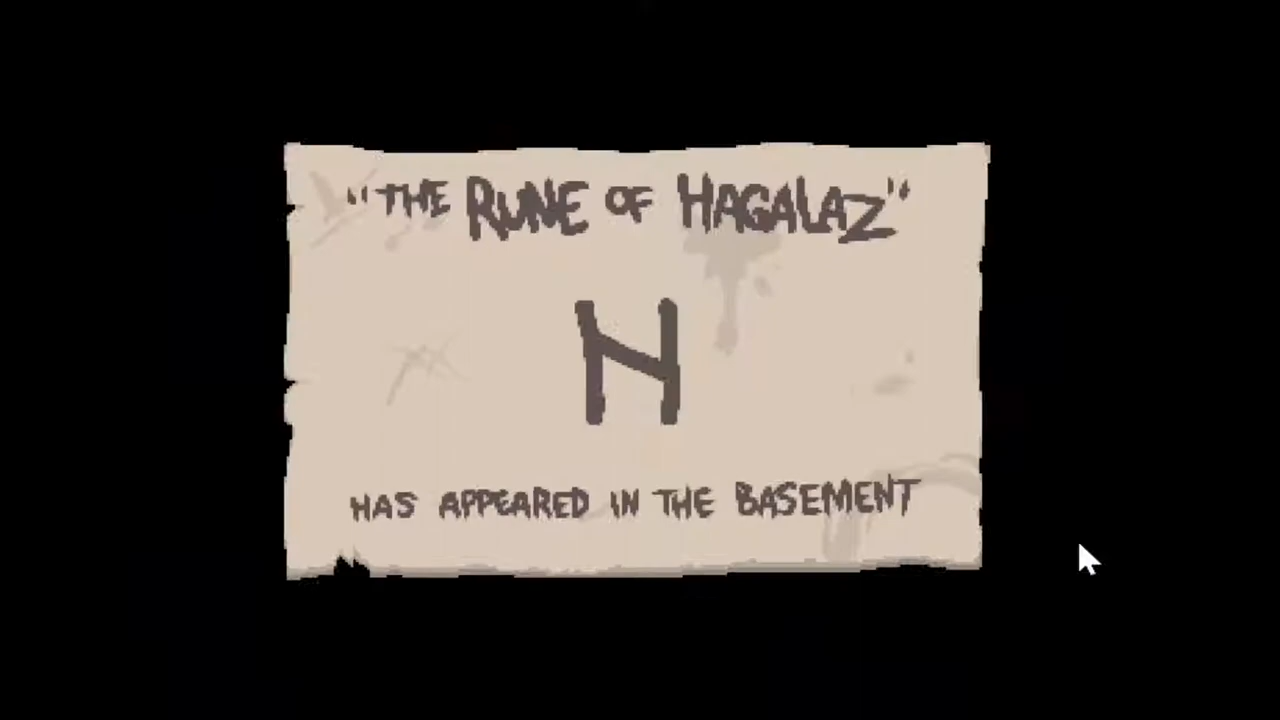 "THE RUNE OF HAGALAZ"
HAS APPEARED IN THE BASEMENT